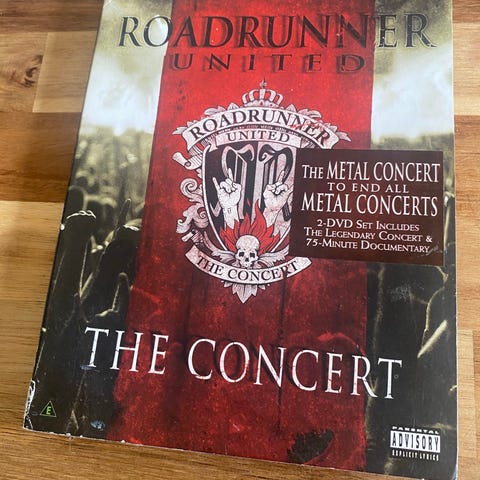 ROADRUNNER
UNITED
ROADRUNNER
UNITED
RR
THE CONCERT
THE METAL CONCERT
TO END ALL
METAL CONCERTS
2-DVD SET INCLUDES
THE LEGENDARY CONCERT &
75-MINUTE DOCUMENTARY
THE CONCERT
E
PARENTAL
ADVISORY
EXPLICIT LYRICS